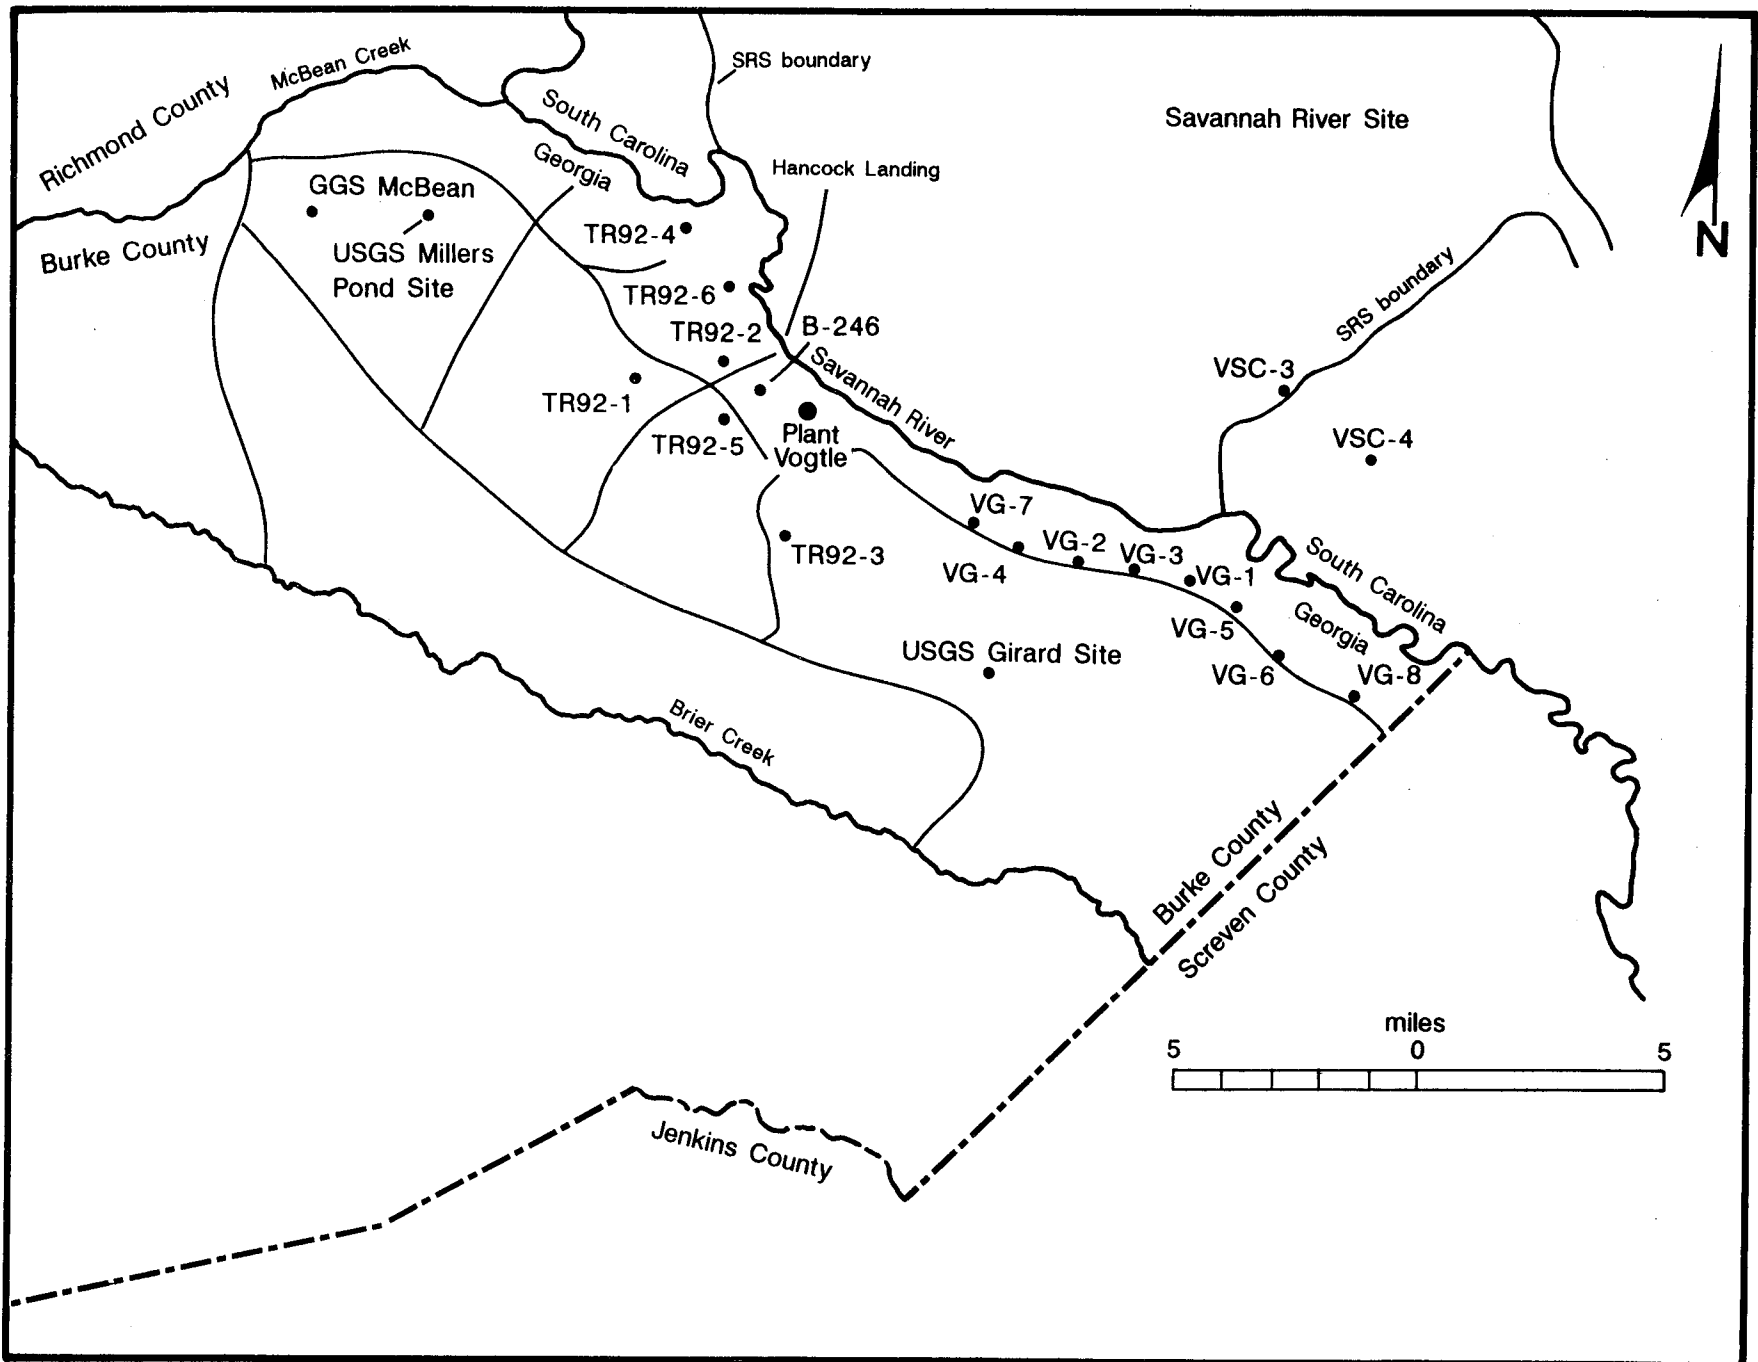 McBean Creek
SRS boundary
Richmond County
South Carolina
Savannah River Site
Georgia
Hancock Landing
GGS McBean
Burke County
TR92-4
USGS Millers
Pond Site
N
TR92-6
SRS boundary
TR92-2
B-246
Savannah River
VSC-3
TR92-1
TR92-5
Plant
Vogtle
VSC-4
VG-7
TR92-3
VG-4
VG-2
VG-3
VG-1
South Carolina
Georgia
VG-5
USGS Girard Site
VG-6
VG-8
Brier Creek
Burke County
Screven County
miles
5 0 5
Jenkins County